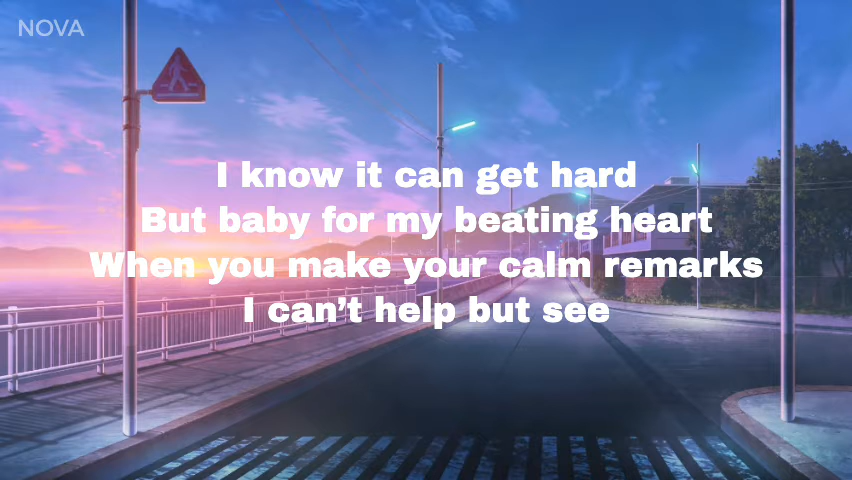 NOVA
I know it can get hard
But baby for my beating heart
When you make your calm remarks
I can’t help but see